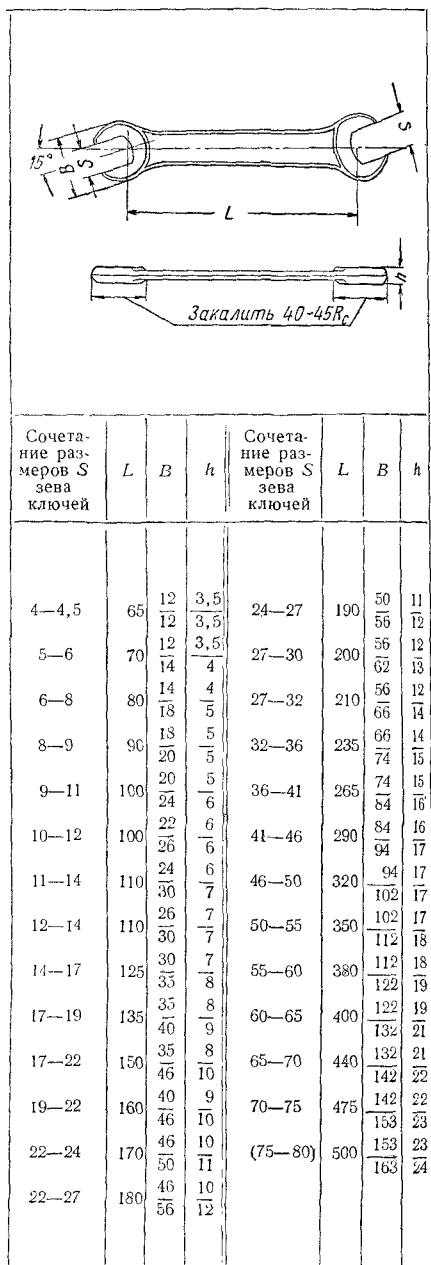 15°
B
S
S
L
h
Закалить 40-45Rc
Сочета-
ние раз-
меров S
зева
ключей
L
B
h
Сочета-
ние раз-
меров S
зева
ключей
L
B
h
4—4,5 65 12/12 3,5/3,5
5—6 70 12/14 3,5/4
6—8 80 14/18 4/5
8—9 90 18/20 5/5
9—11 100 20/24 5/6
10—12 100 22/26 6/6
11—14 110 24/30 6/7
12—14 110 26/30 7/7
14—17 125 30/35 7/8
17—19 135 35/40 8/9
17—22 150 35/46 8/10
19—22 160 40/46 9/10
22—24 170 46/50 10/11
22—27 180 46/56 10/12
24—27 190 50/56 11/12
27—30 200 56/62 12/13
27—32 210 56/66 12/14
32—36 235 66/74 14/15
36—41 265 74/84 15/16
41—46 290 84/94 16/17
46—50 320 94/102 17/17
50—55 350 102/112 17/18
55—60 380 112/122 18/19
60—65 400 122/132 19/21
65—70 440 132/142 21/22
70—75 475 142/153 22/23
(75—80) 500 153/163 23/24